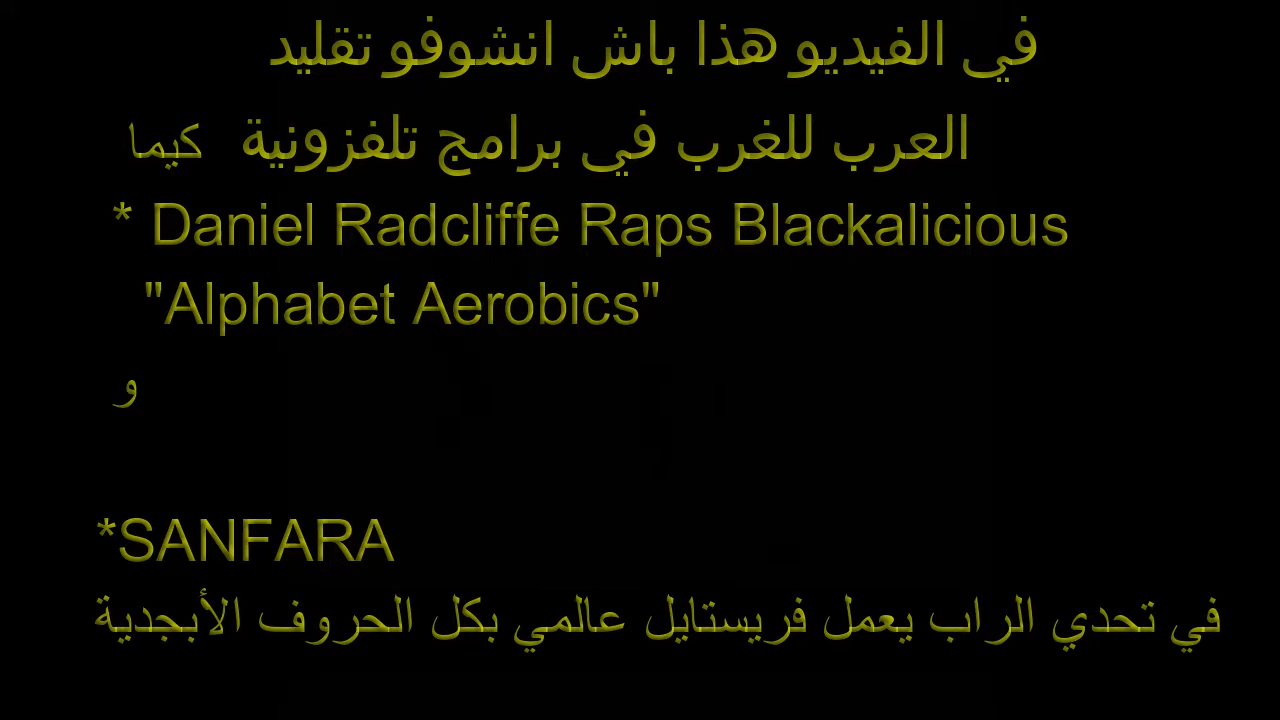 في الفيديو هذا باش انشوفو تقليد
العرب للغرب في برامج تلفزونية كيما
* Daniel Radcliffe Raps Blackalicious
"Alphabet Aerobics"
و
*SANFARA
في تحدي الراب يعمل فريستايل عالمي بكل الحروف الأبجدية